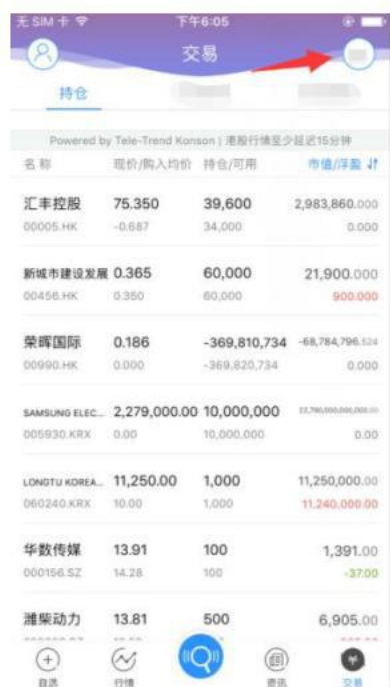 无 SIM 卡 下午6:05
交易
持仓
Powered by Tele-Trend Konson | 港股行情至少延迟15分钟
名称 现价/购入均价 持仓/可用 市值/浮盈
汇丰控股 75.350 39,600 2,983,860.000
00005.HK -0.687 34,000 0.000
新城市建设发展 0.365 60,000 21,900.000
00456.HK 0.350 60,000 900.000
荣晖国际 0.186 -369,810,734 -68,784,796.524
00990.HK 0.000 -369,820,734 0.000
SAMSUNG ELEC... 2,279,000.00 10,000,000
005930.KRX 0.00 10,000,000 0.00
LONGTU KOREA... 11,250.00 1,000 11,250,000.00
060240.KRX 10.00 1,000 11,240,000.00
华数传媒 13.91 100 1,391.00
000156.SZ 14.28 100 -37.00
潍柴动力 13.81 500 6,905.00
自选 行情 资讯 交易